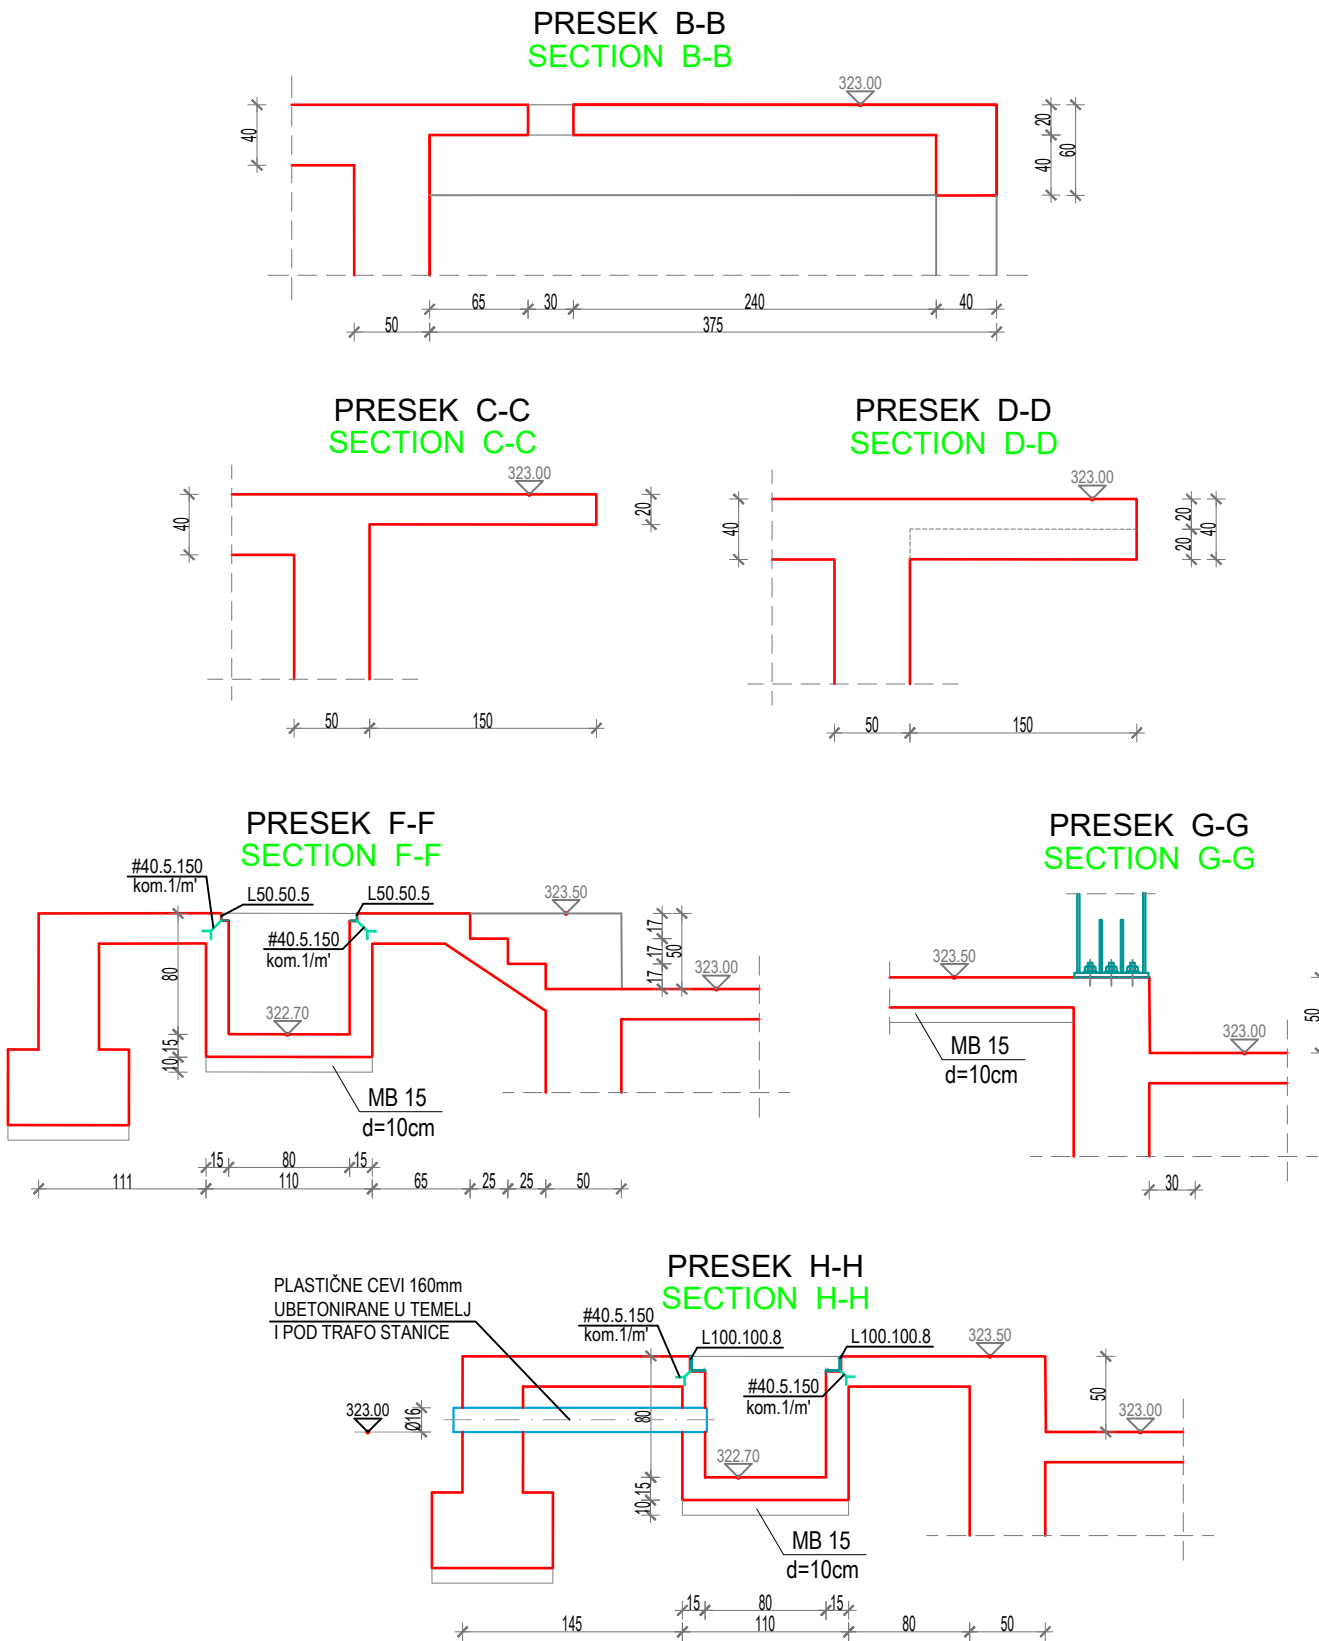 PRESEK B-B
SECTION B-B
323.00
40
20
40
60
65
30
240
40
50
375
PRESEK C-C
SECTION C-C
323.00
40
20
50
150
PRESEK D-D
SECTION D-D
323.00
40
20
20
40
50
150
PRESEK F-F
SECTION F-F
#40.5.150
kom.1/m'
L50.50.5
L50.50.5
#40.5.150
kom.1/m'
323.50
17
17
17
50
323.00
80
15
10
322.70
MB 15
d=10cm
15
80
15
111
110
65
25
25
50
PRESEK G-G
SECTION G-G
323.50
MB 15
d=10cm
323.00
50
30
PRESEK H-H
SECTION H-H
PLASTIČNE CEVI 160mm
UBETONIRANE U TEMELJ
I POD TRAFO STANICE
#40.5.150
kom.1/m'
L100.100.8
L100.100.8
#40.5.150
kom.1/m'
323.50
50
323.00
323.00
Ø16
80
15
10
322.70
MB 15
d=10cm
15
80
15
145
110
80
50